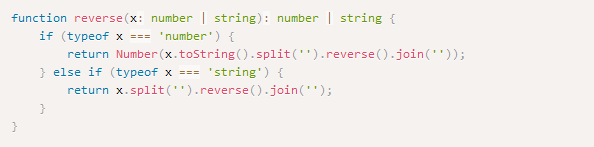 function reverse(x: number | string): number | string {
    if (typeof x === 'number') {
        return Number(x.toString().split('').reverse().join(''));
    } else if (typeof x === 'string') {
        return x.split('').reverse().join('');
    }
}